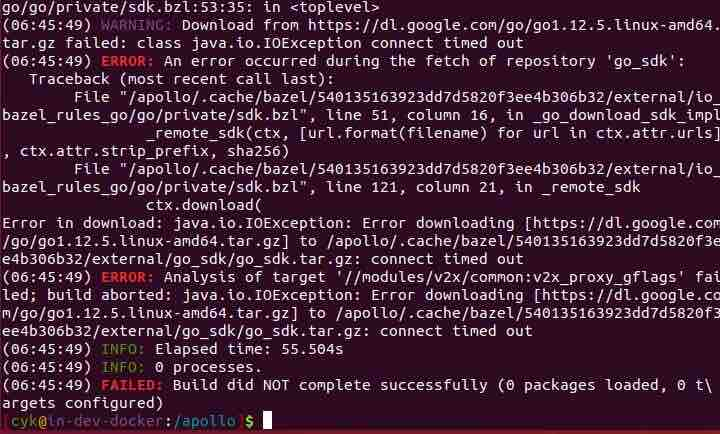 go/go/private/sdk.bzl:53:35: in <toplevel>
(06:45:49) WARNING: Download from https://dl.google.com/go/go1.12.5.linux-amd64.
tar.gz failed: class java.io.IOException connect timed out
(06:45:49) ERROR: An error occurred during the fetch of repository 'go_sdk':
Traceback (most recent call last):
File "/apollo/.cache/bazel/540135163923dd7d5820f3ee4b306b32/external/io_
bazel_rules_go/go/private/sdk.bzl", line 51, column 16, in _go_download_sdk_impl
_remote_sdk(ctx, [url.format(filename) for url in ctx.attr.urls]
, ctx.attr.strip_prefix, sha256)
File "/apollo/.cache/bazel/540135163923dd7d5820f3ee4b306b32/external/io_
bazel_rules_go/go/private/sdk.bzl", line 121, column 21, in _remote_sdk
ctx.download(
Error in download: java.io.IOException: Error downloading [https://dl.google.com
/go/go1.12.5.linux-amd64.tar.gz] to /apollo/.cache/bazel/540135163923dd7d5820f3e
e4b306b32/external/go_sdk/go_sdk.tar.gz: connect timed out
(06:45:49) ERROR: Analysis of target '//modules/v2x/common:v2x_proxy_gflags' fai
led; build aborted: java.io.IOException: Error downloading [https://dl.google.co
m/go/go1.12.5.linux-amd64.tar.gz] to /apollo/.cache/bazel/540135163923dd7d5820f3
ee4b306b32/external/go_sdk/go_sdk.tar.gz: connect timed out
(06:45:49) INFO: Elapsed time: 55.504s
(06:45:49) INFO: 0 processes.
(06:45:49) FAILED: Build did NOT complete successfully (0 packages loaded, 0 t\
argets configured)
[cyk@in-dev-docker:/apollo]$